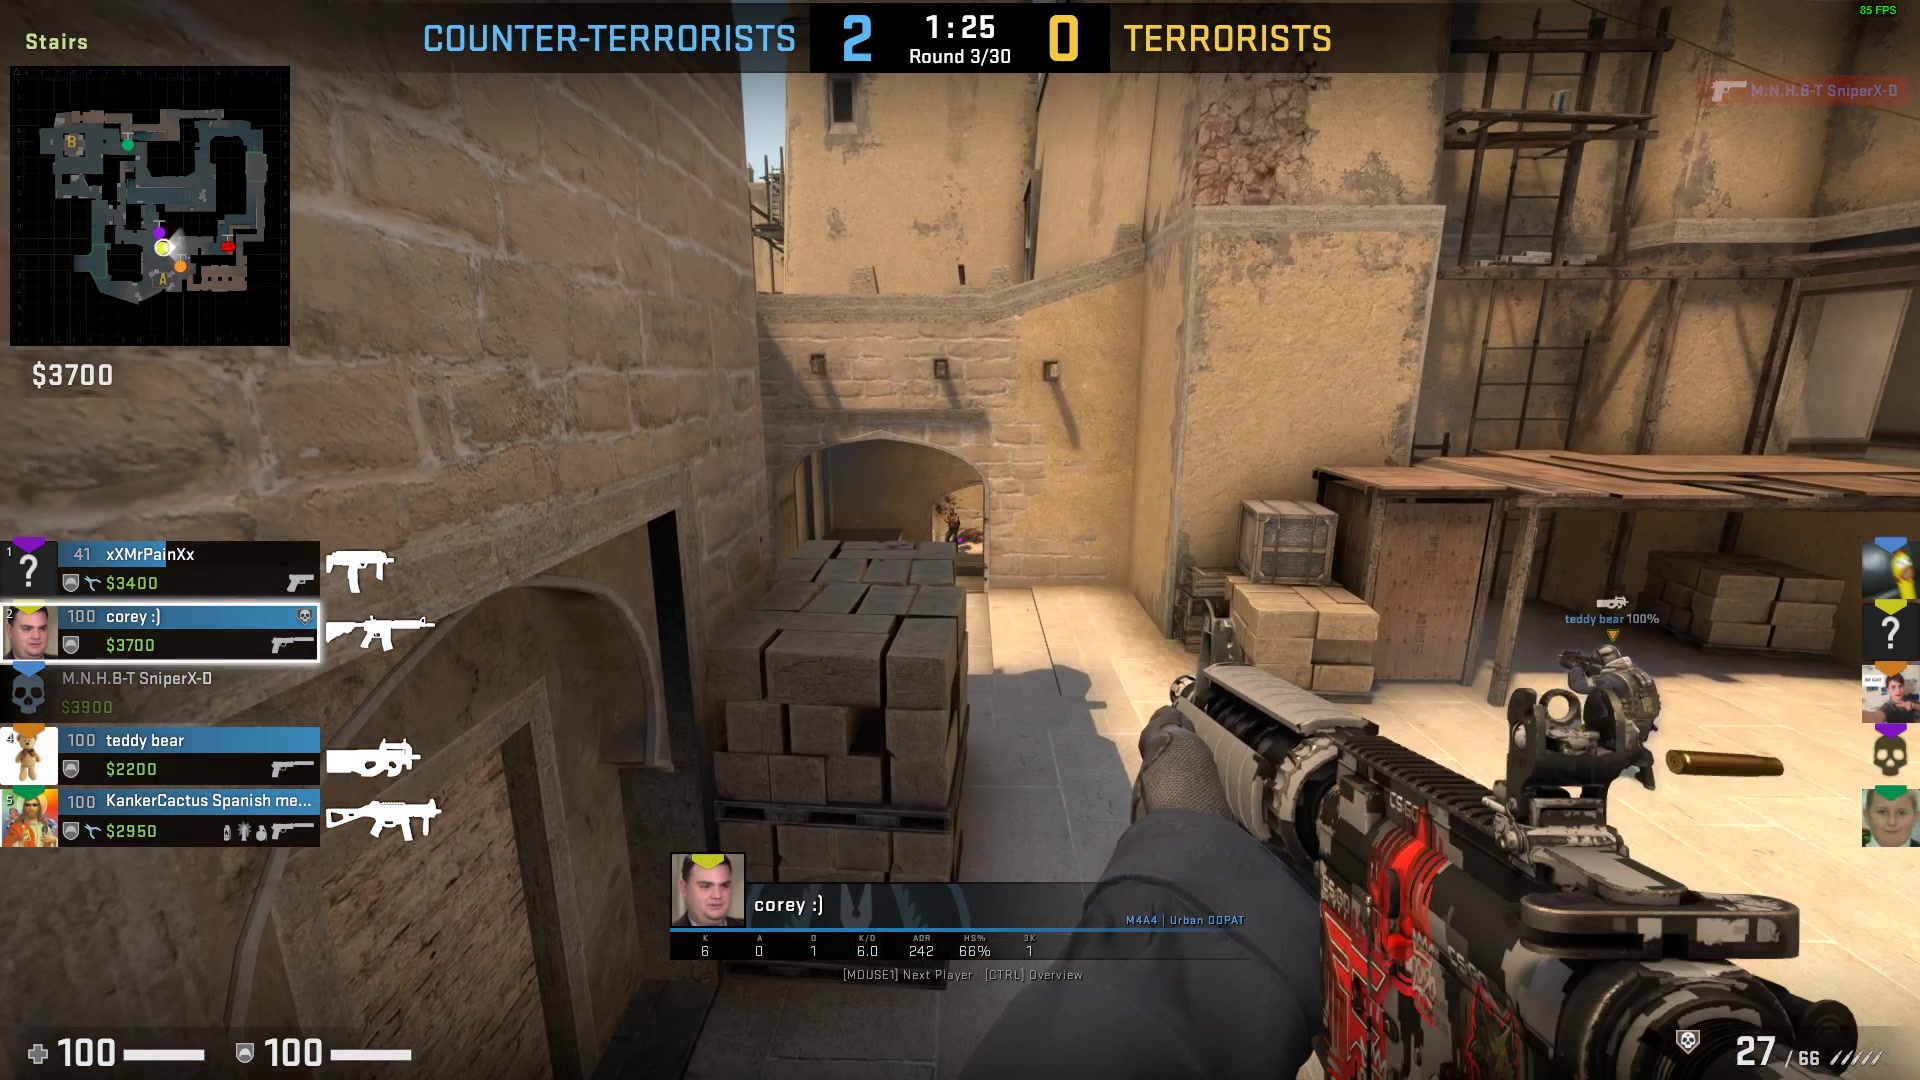 85 FPS
Stairs
COUNTER-TERRORISTS 2 1:25 0 TERRORISTS
Round 3/30
M.N.H.B-T SniperX-D
B
A
$3700
1 ? 41 xXMrPainXx
$3400
2 100 corey :)
$3700
M.N.H.B-T SniperX-D
$3900
4 100 teddy bear
$2200
5 100 KankerCactus Spanish me...
$2950
teddy bear 100%
?
corey :)
M4A4 | Urban DDPAT
K A D K/D ADR HS% 3K
6 0 1 6.0 242 66% 1
[MOUSE1] Next Player [CTRL] Overview
100 100
27 / 66
CS:GO